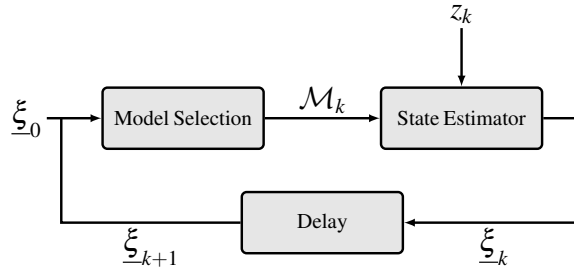 z_k
ξ_0
Model Selection
ℳ_k
State Estimator
Delay
ξ_{k+1}
ξ_k